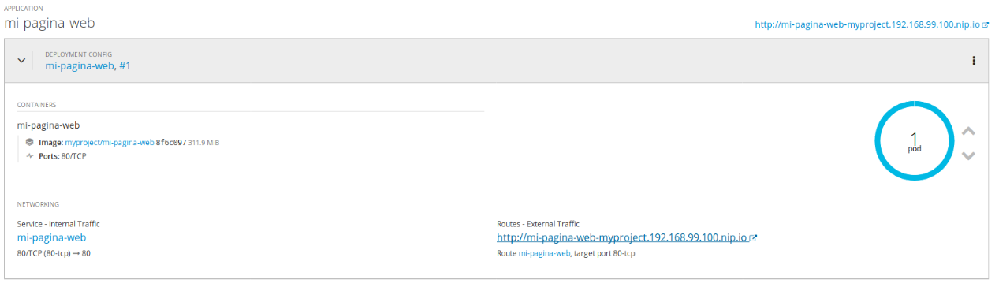 APPLICATION
mi-pagina-web
http://mi-pagina-web-myproject.192.168.99.100.nip.io
DEPLOYMENT CONFIG
mi-pagina-web, #1
CONTAINERS
mi-pagina-web
Image: myproject/mi-pagina-web 8f6c097 311.9 MiB
Ports: 80/TCP
1
pod
NETWORKING
Service - Internal Traffic
mi-pagina-web
80/TCP (80-tcp) → 80
Routes - External Traffic
http://mi-pagina-web-myproject.192.168.99.100.nip.io
Route mi-pagina-web, target port 80-tcp